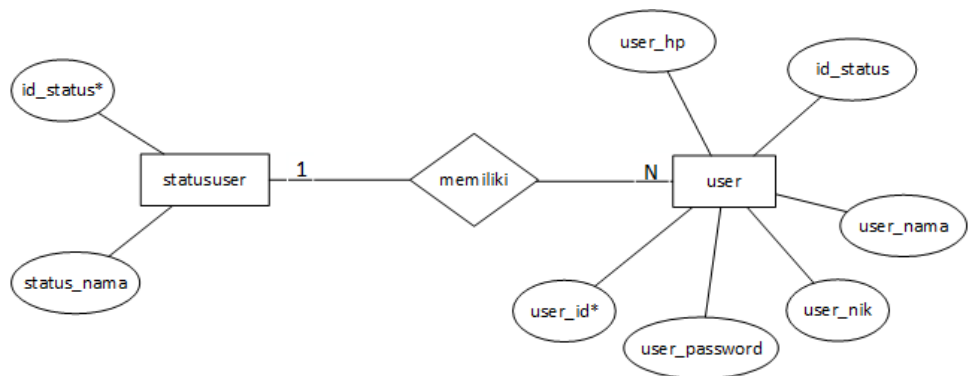 user_hp
id_status
id_status*
statususer
1
memiliki
N
user
user_nama
status_nama
user_id*
user_nik
user_password